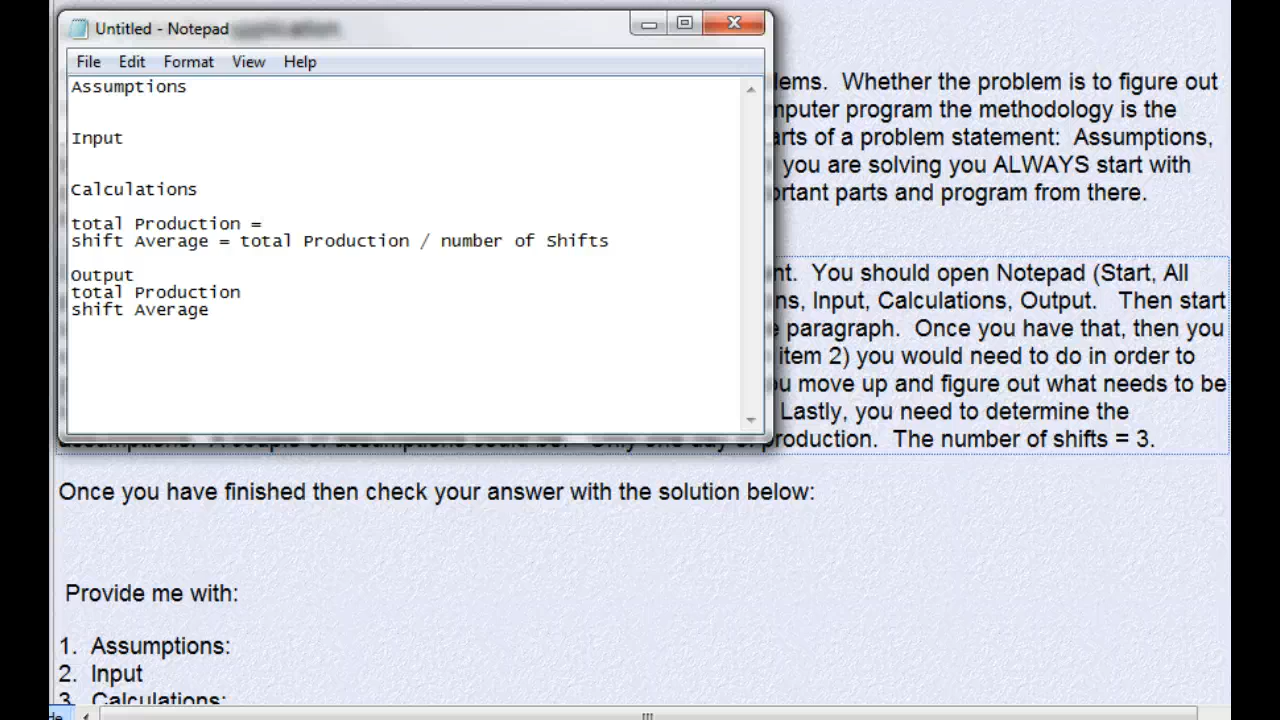 Untitled - Notepad
File Edit Format View Help
Assumptions
Input
Calculations
total Production =
shift Average = total Production / number of Shifts
Output
total Production
shift Average
lems. Whether the problem is to figure out
mputer program the methodology is the
arts of a problem statement: Assumptions,
you are solving you ALWAYS start with
ortant parts and program from there.
nt. You should open Notepad (Start, All
ns, Input, Calculations, Output. Then start
e paragraph. Once you have that, then you
item 2) you would need to do in order to
ou move up and figure out what needs to be
Lastly, you need to determine the
production. The number of shifts = 3.
Once you have finished then check your answer with the solution below:
Provide me with:
1. Assumptions:
2. Input
3. Calculations: